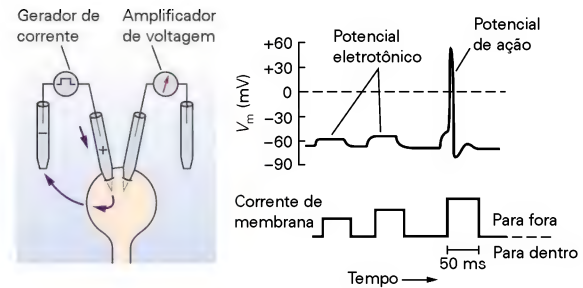 Gerador de
corrente
Amplificador
de voltagem
−
+
Potencial
eletrotônico
Potencial
de ação
Vm (mV)
+60
+30
0
−30
−60
−90
Corrente de
membrana
Para fora
Para dentro
50 ms
Tempo